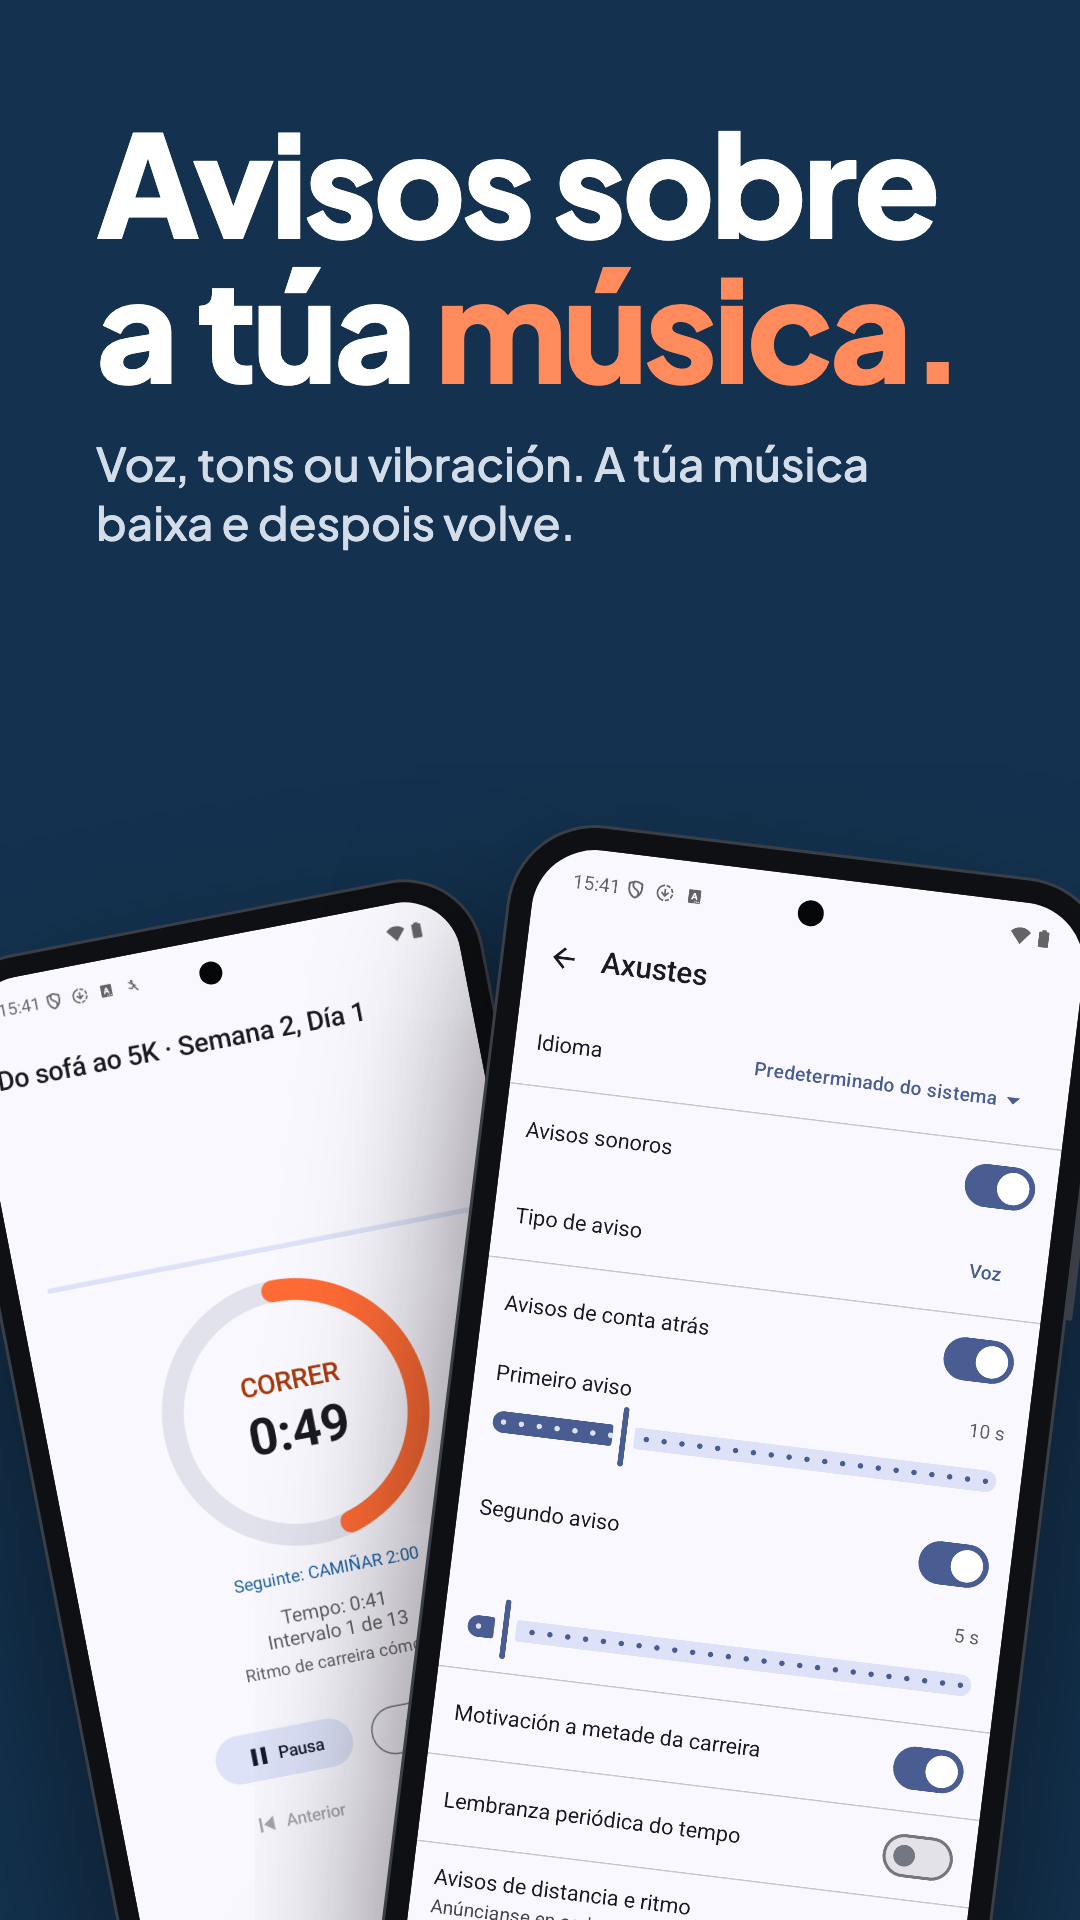 Avisos sobre
a túa música.
Voz, tons ou vibración. A túa música
baixa e despois volve.
15:41
Do sofá ao 5K · Semana 2, Día 1
CORRER
0:49
Seguinte: CAMIÑAR 2:00
Tempo: 0:41
Intervalo 1 de 13
Ritmo de carreira
Pausa
Anterior
15:41
Axustes
Idioma
Predeterminado do sistema
Avisos sonoros
Tipo de aviso
Voz
Avisos de conta atrás
Primeiro aviso
10 s
Segundo aviso
5 s
Motivación a metade da carreira
Lembranza periódica do tempo
Avisos de distancia e ritmo
Anúncianse en